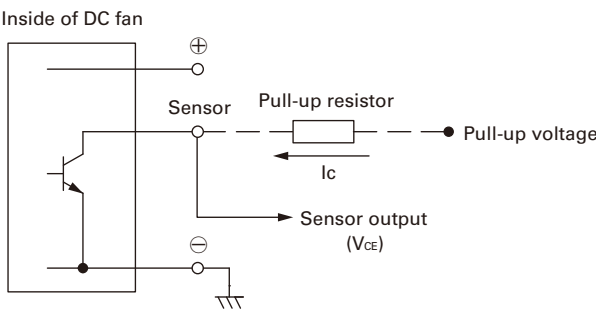 Inside of DC fan
⊕
Sensor
Pull-up resistor
Pull-up voltage
Ic
Sensor output
(VCE)
⊖